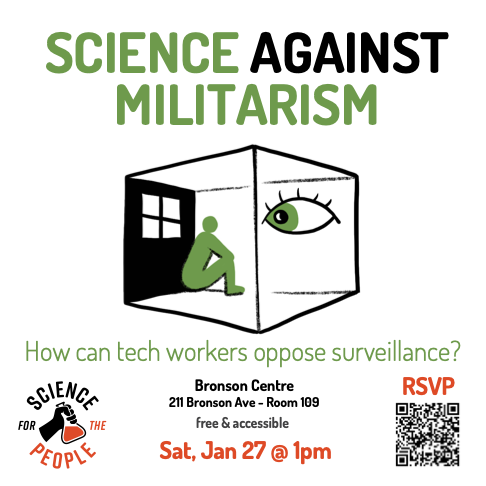 SCIENCE AGAINST
MILITARISM
How can tech workers oppose surveillance?
SCIENCE
FOR THE
PEOPLE
Bronson Centre
211 Bronson Ave - Room 109
free & accessible
Sat, Jan 27 @ 1pm
RSVP